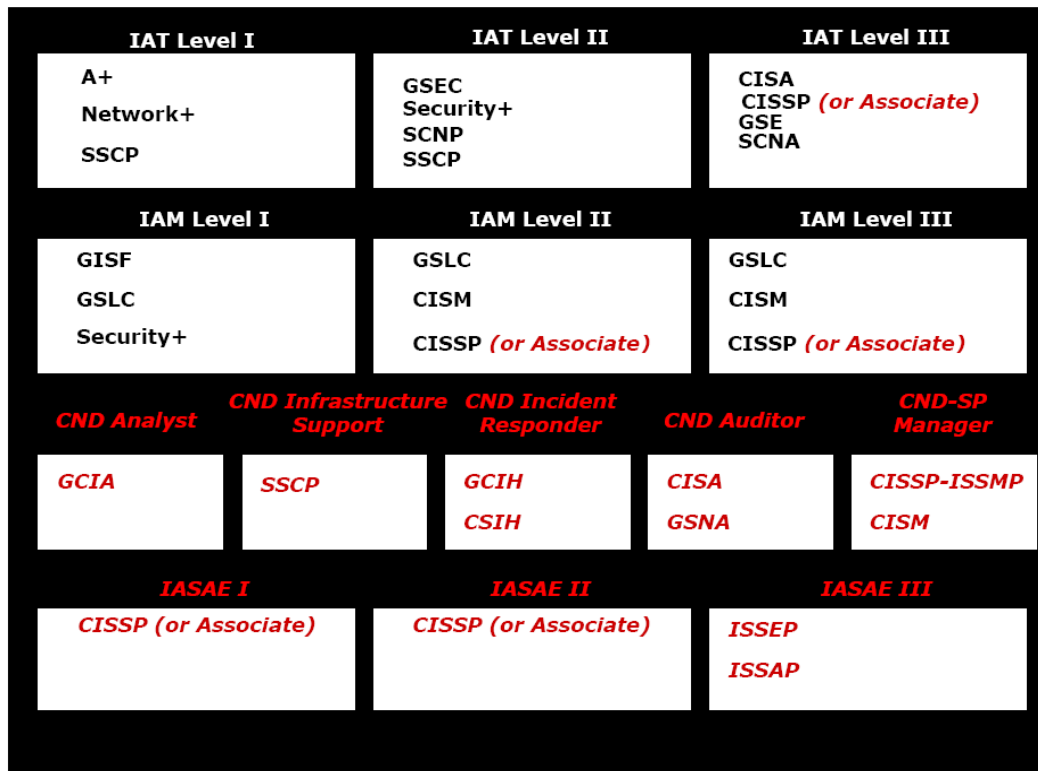 IAT Level I
IAT Level II
IAT Level III
A+
Network+
SSCP
GSEC
Security+
SCNP
SSCP
CISA
CISSP (or Associate)
GSE
SCNA
IAM Level I
IAM Level II
IAM Level III
GISF
GSLC
Security+
GSLC
CISM
CISSP (or Associate)
GSLC
CISM
CISSP (or Associate)
CND Analyst
CND Infrastructure
Support
CND Incident
Responder
CND Auditor
CND-SP
Manager
GCIA
SSCP
GCIH
CSIH
CISA
GSNA
CISSP-ISSMP
CISM
IASAE I
IASAE II
IASAE III
CISSP (or Associate)
CISSP (or Associate)
ISSEP
ISSAP